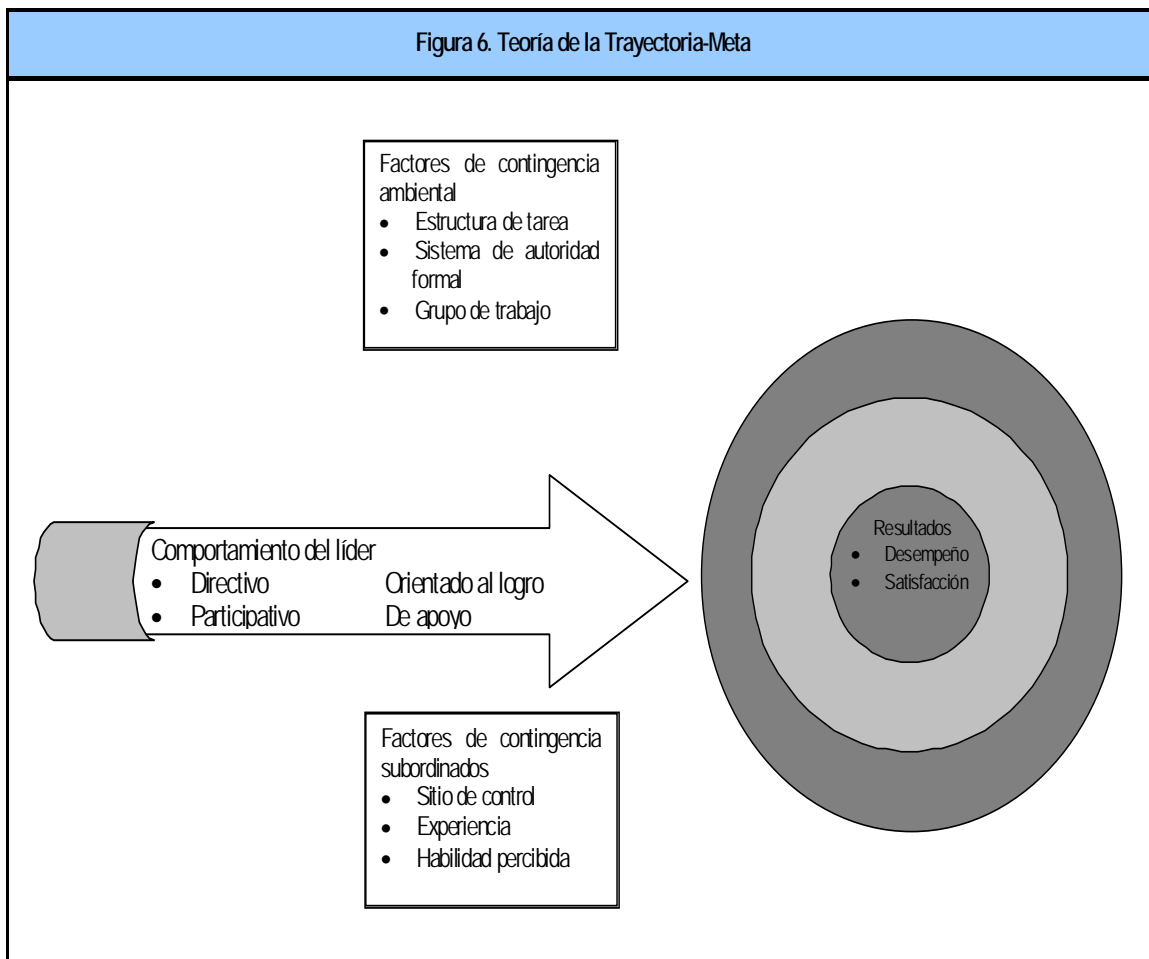 Figura 6. Teoría de la Trayectoria-Meta
Factores de contingencia
ambiental
• Estructura de tarea
• Sistema de autoridad
formal
• Grupo de trabajo
Comportamiento del líder
• Directivo Orientado al logro
• Participativo De apoyo
Resultados
• Desempeño
• Satisfacción
Factores de contingencia
subordinados
• Sitio de control
• Experiencia
• Habilidad percibida